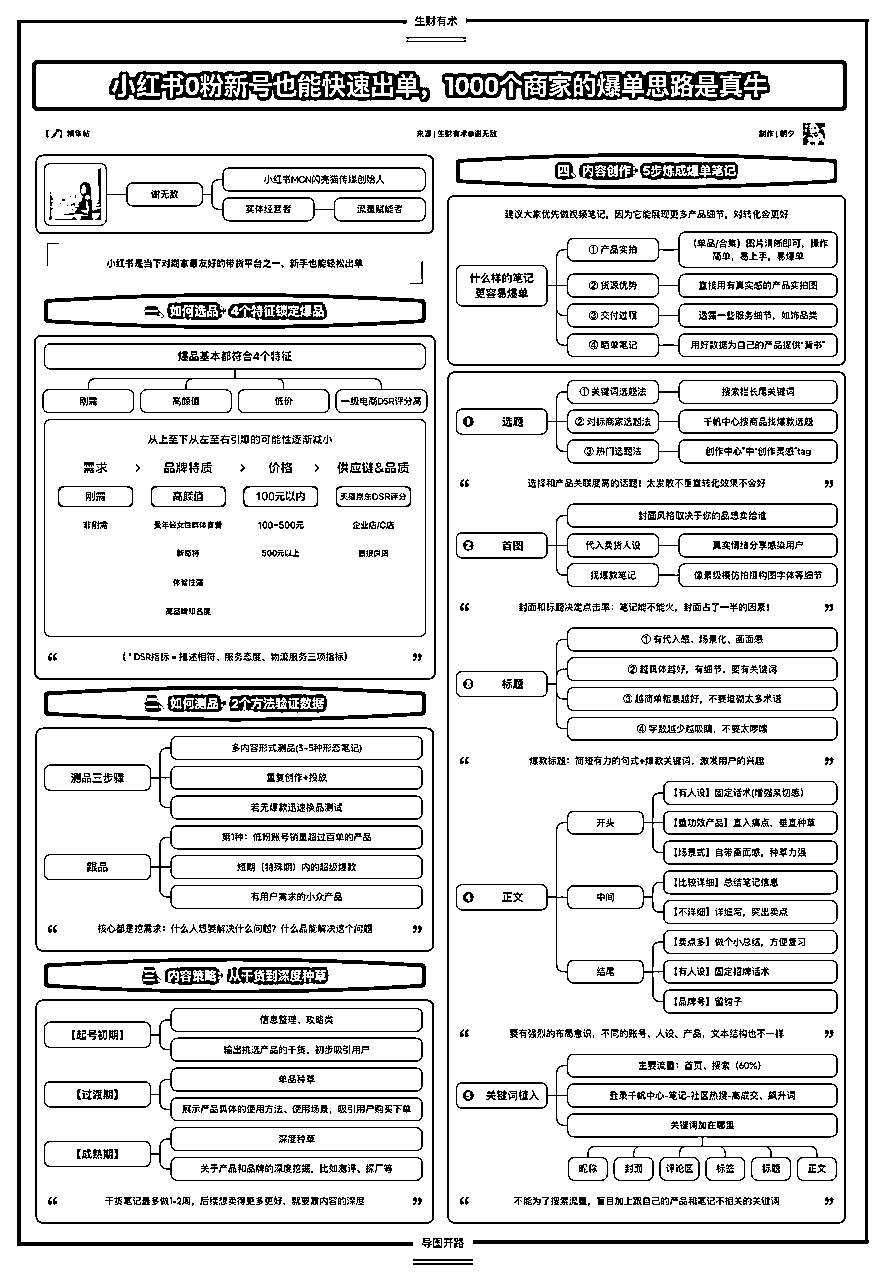 生财有术
小红书0粉新号也能快速出单，1000个商家的爆单思路是真牛
精华帖
来源 | 生财有术@谢无敌
制作 | 朝夕
谢无敌
小红书MCN闪亮猫传媒创始人
实体经营者
流量赋能者
小红书是当下对商家最友好的带货平台之一、新手也能轻松出单
一、如何选品：4个特征锁定爆品
爆品基本都符合4个特征
刚需
高颜值
低价
一级电商DSR评分高
从上至下从左至右引爆的可能性逐渐减小
需求 > 品牌特质 > 价格 > 供应链&品质
刚需
高颜值
100元以内
天猫京东DSR评分
非刚需
受年轻女性群体喜爱
100-500元
企业店/C店
新奇特
500元以上
体验性强
高品牌知名度
“ (*DSR指标=描述相符、服务态度、物流服务三项指标) ”
二、如何测品：2个方法验证数据
测品三步骤
多内容形式测品(3-5种形态笔记)
重复创作+投放
若无爆款迅速换品测试
跟品
第1种：低粉账号销量超过百单的产品
短期（特殊期）内的超级爆款
有用户需求的小众产品
“ 核心都是挖需求：什么人想要解决什么问题？什么品能解决这个问题 ”
三、内容策略：从干货到深度种草
【起号初期】
信息整理、攻略类
输出挑选产品的干货，初步吸引用户
【过渡期】
单品种草
展示产品具体的使用方法、使用场景，吸引用户购买下单
【成熟期】
深度种草
关于产品和品牌的深度挖掘，比如测评、探厂等
“ 干货笔记最多做1-2周，后续想卖得更多更好、就要靠内容的深度 ”
四、内容创作：5步炼成爆单笔记
建议大家优先做视频笔记，因为它能展现更多产品细节，对转化会更好
什么样的笔记
更容易爆单
① 产品实拍
（单品/合集）图片清晰即可，操作
简单，易上手，易爆单
② 货源优势
直接用有真实感的产品实拍图
③ 交付过程
透露一些服务细节，如饰品类
④ 晒单笔记
用好数据为自己的产品提供“背书”
❶ 选题
① 关键词选题法
搜索栏长尾关键词
② 对标商家选题法
千帆中心按商品找爆款选题
③ 热门选题法
创作中心”中“创作灵感”tag
“ 选择和产品关联度高的话题！太发散不垂直转化效果不会好 ”
❷ 首图
封面风格取决于你的品想卖给谁
代入卖货人设
真实情绪分享感染用户
找爆款笔记
像素级模仿拍摄构图字体等细节
“ 封面和标题决定点击率：笔记能不能火，封面占了一半的因素！ ”
❸ 标题
① 有代入感、场景化、画面感
② 越具体越好，有细节、要有关键词
③ 越简单粗暴越好，不要堆砌太多术语
④ 字数越少越吸睛，不要太啰嗦
“ 爆款标题：简短有力的句式+爆款关键词，激发用户的兴趣 ”
❹ 正文
开头
【有人设】固定话术(增强亲切感)
【重功效产品】直入痛点、垂直种草
【场景式】自带画面感，种草力强
中间
【比较详细】总结笔记信息
【不详细】详细写，突出卖点
结尾
【卖点多】做个小总结，方便复习
【有人设】固定招牌话术
【品牌号】留钩子
“ 要有强烈的布局意识，不同的账号、人设、产品，文本结构也不一样 ”
❺ 关键词植入
主要流量：首页、搜索（60%）
登录千帆中心-笔记-社区热搜-高成交、飙升词
关键词加在哪里
昵称
封面
评论区
标签
标题
正文
“ 不能为了搜索流量，盲目加上跟自己的产品和笔记不相关的关键词 ”
导图开路